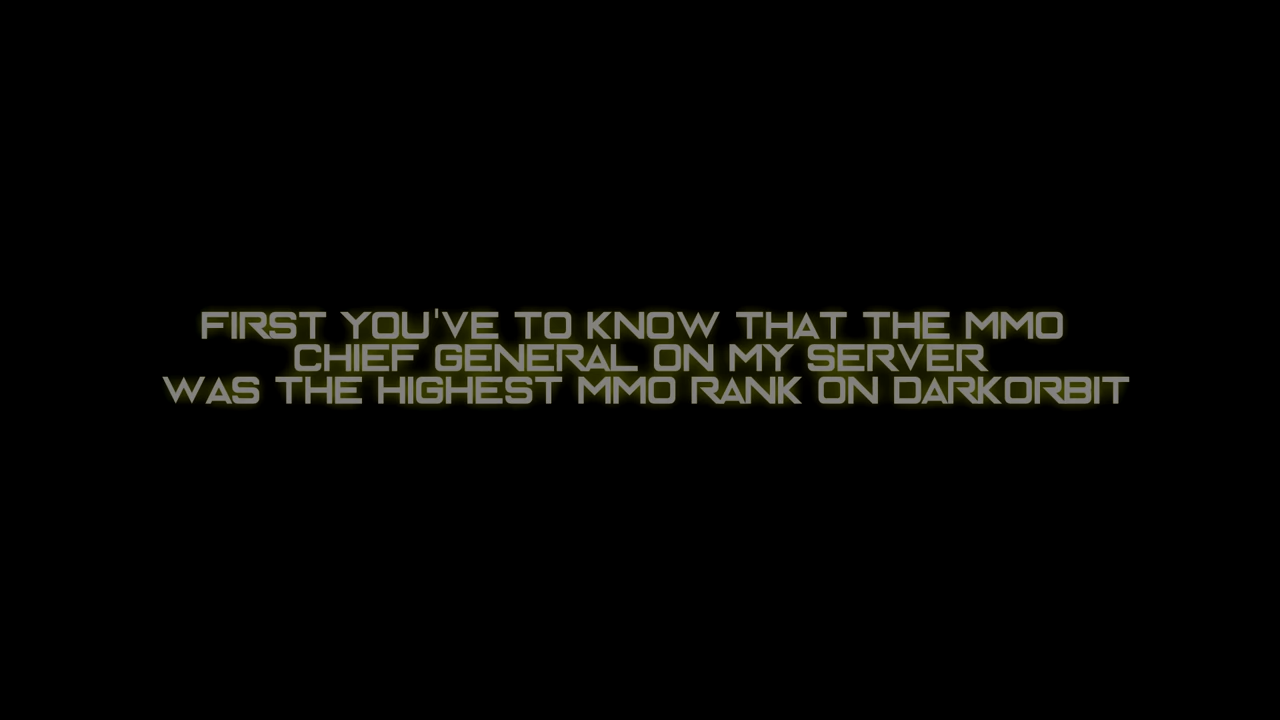 FIRST YOU'VE TO KNOW THAT THE MMO
CHIEF GENERAL ON MY SERVER
WAS THE HIGHEST MMO RANK ON DARKORBIT